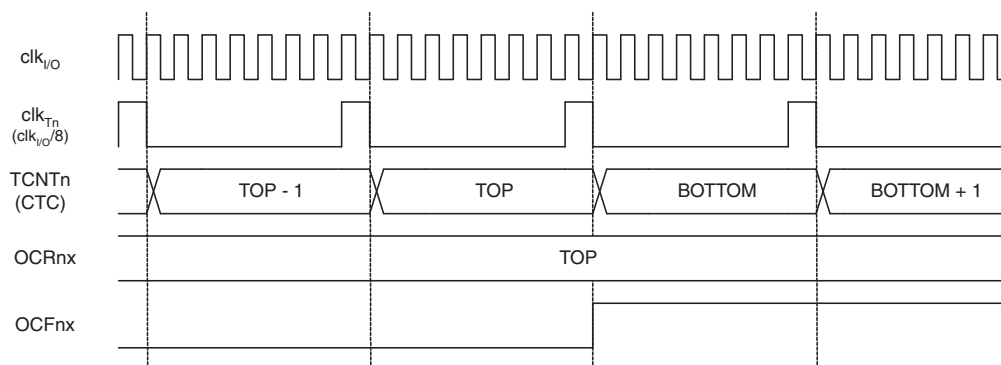 clkI/O
clkTn
(clkI/O/8)
TCNTn
(CTC)
TOP - 1
TOP
BOTTOM
BOTTOM + 1
OCRnx
TOP
OCFnx